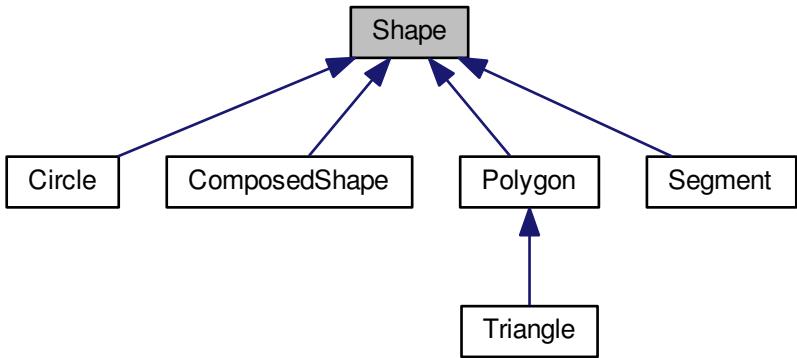 Shape
Circle
ComposedShape
Polygon
Segment
Triangle